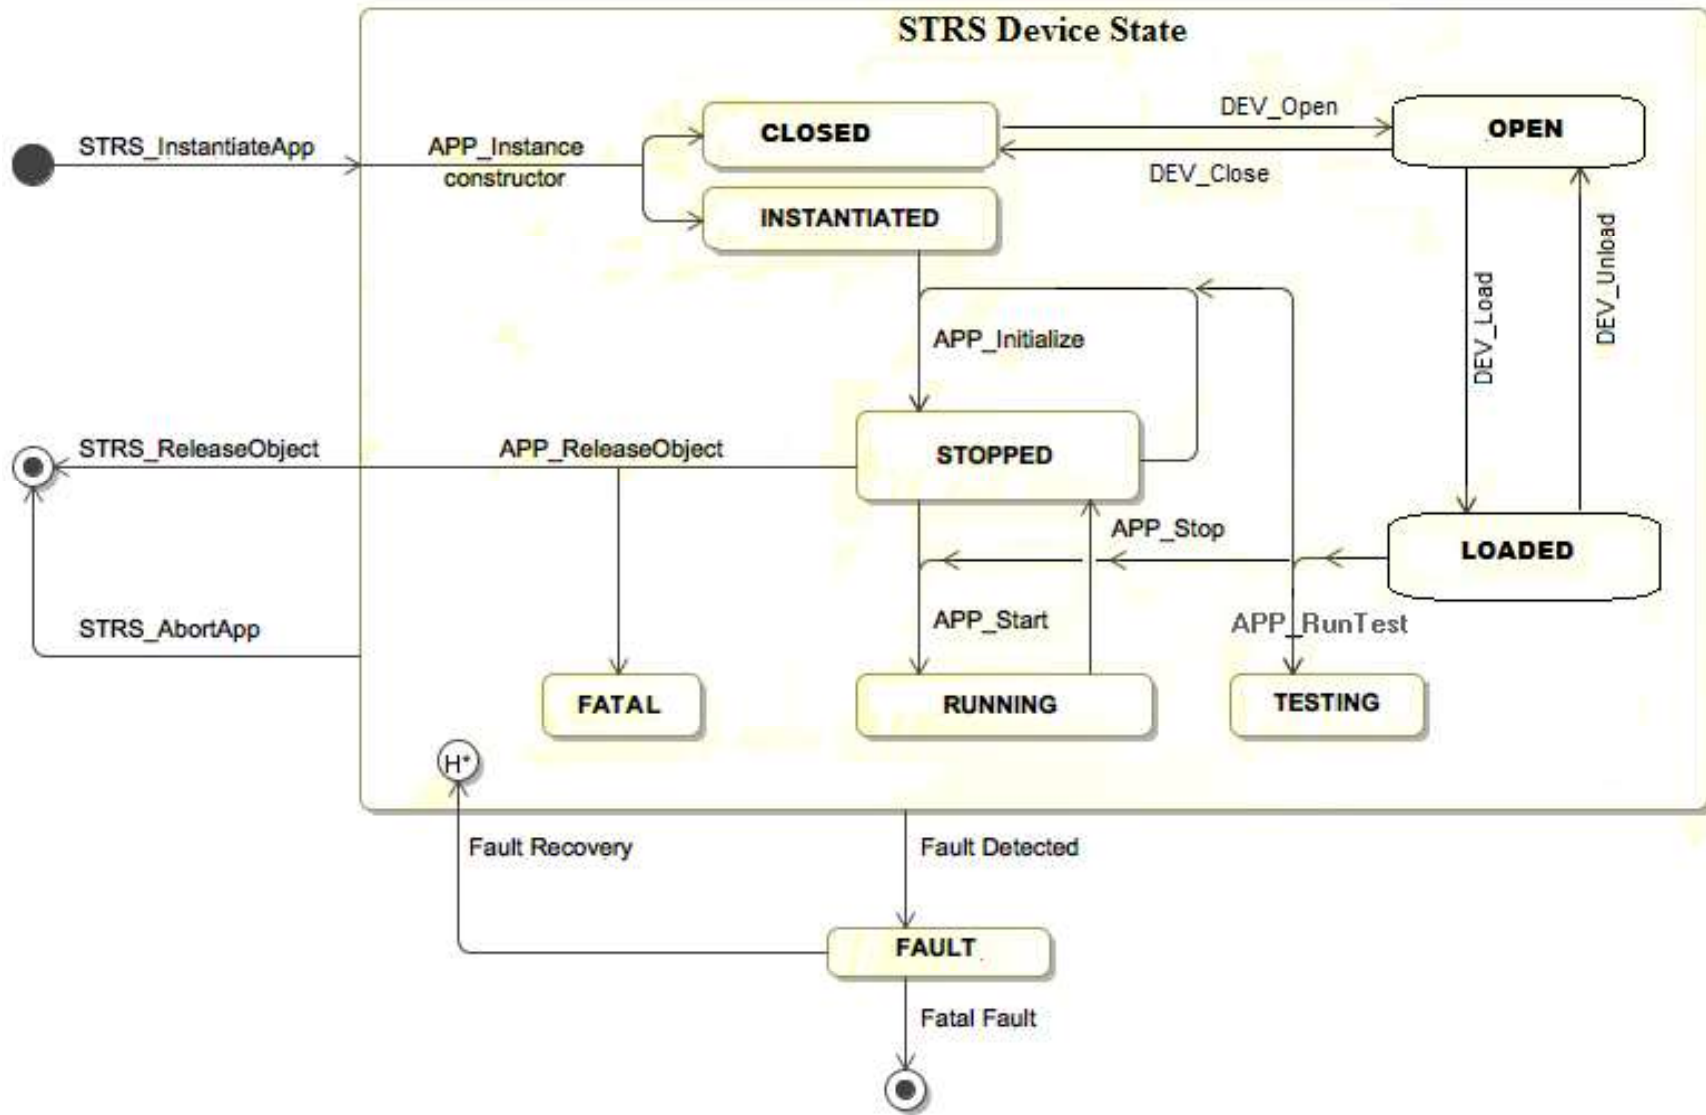 STRS Device State
CLOSED
DEV_Open
OPEN
STRS_InstantiateApp
APP_Instance
constructor
DEV_Close
INSTANTIATED
DEV_Load
DEV_Unload
APP_Initialize
STRS_ReleaseObject
APP_ReleaseObject
STOPPED
APP_Stop
LOADED
STRS_AbortApp
APP_Start
APP_RunTest
FATAL
RUNNING
TESTING
H*
Fault Recovery
Fault Detected
FAULT
Fatal Fault